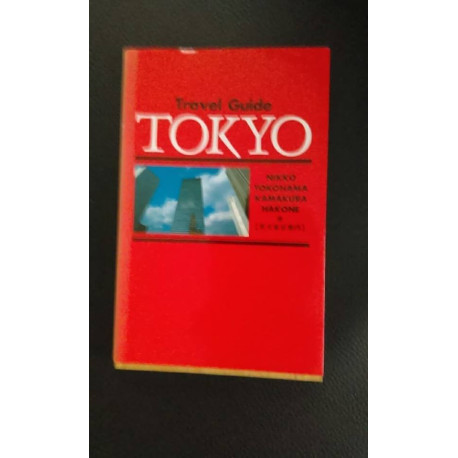 Travel Guide
TOKYO
NIKKO
YOKOHAMA
KAMAKURA
HAKONE